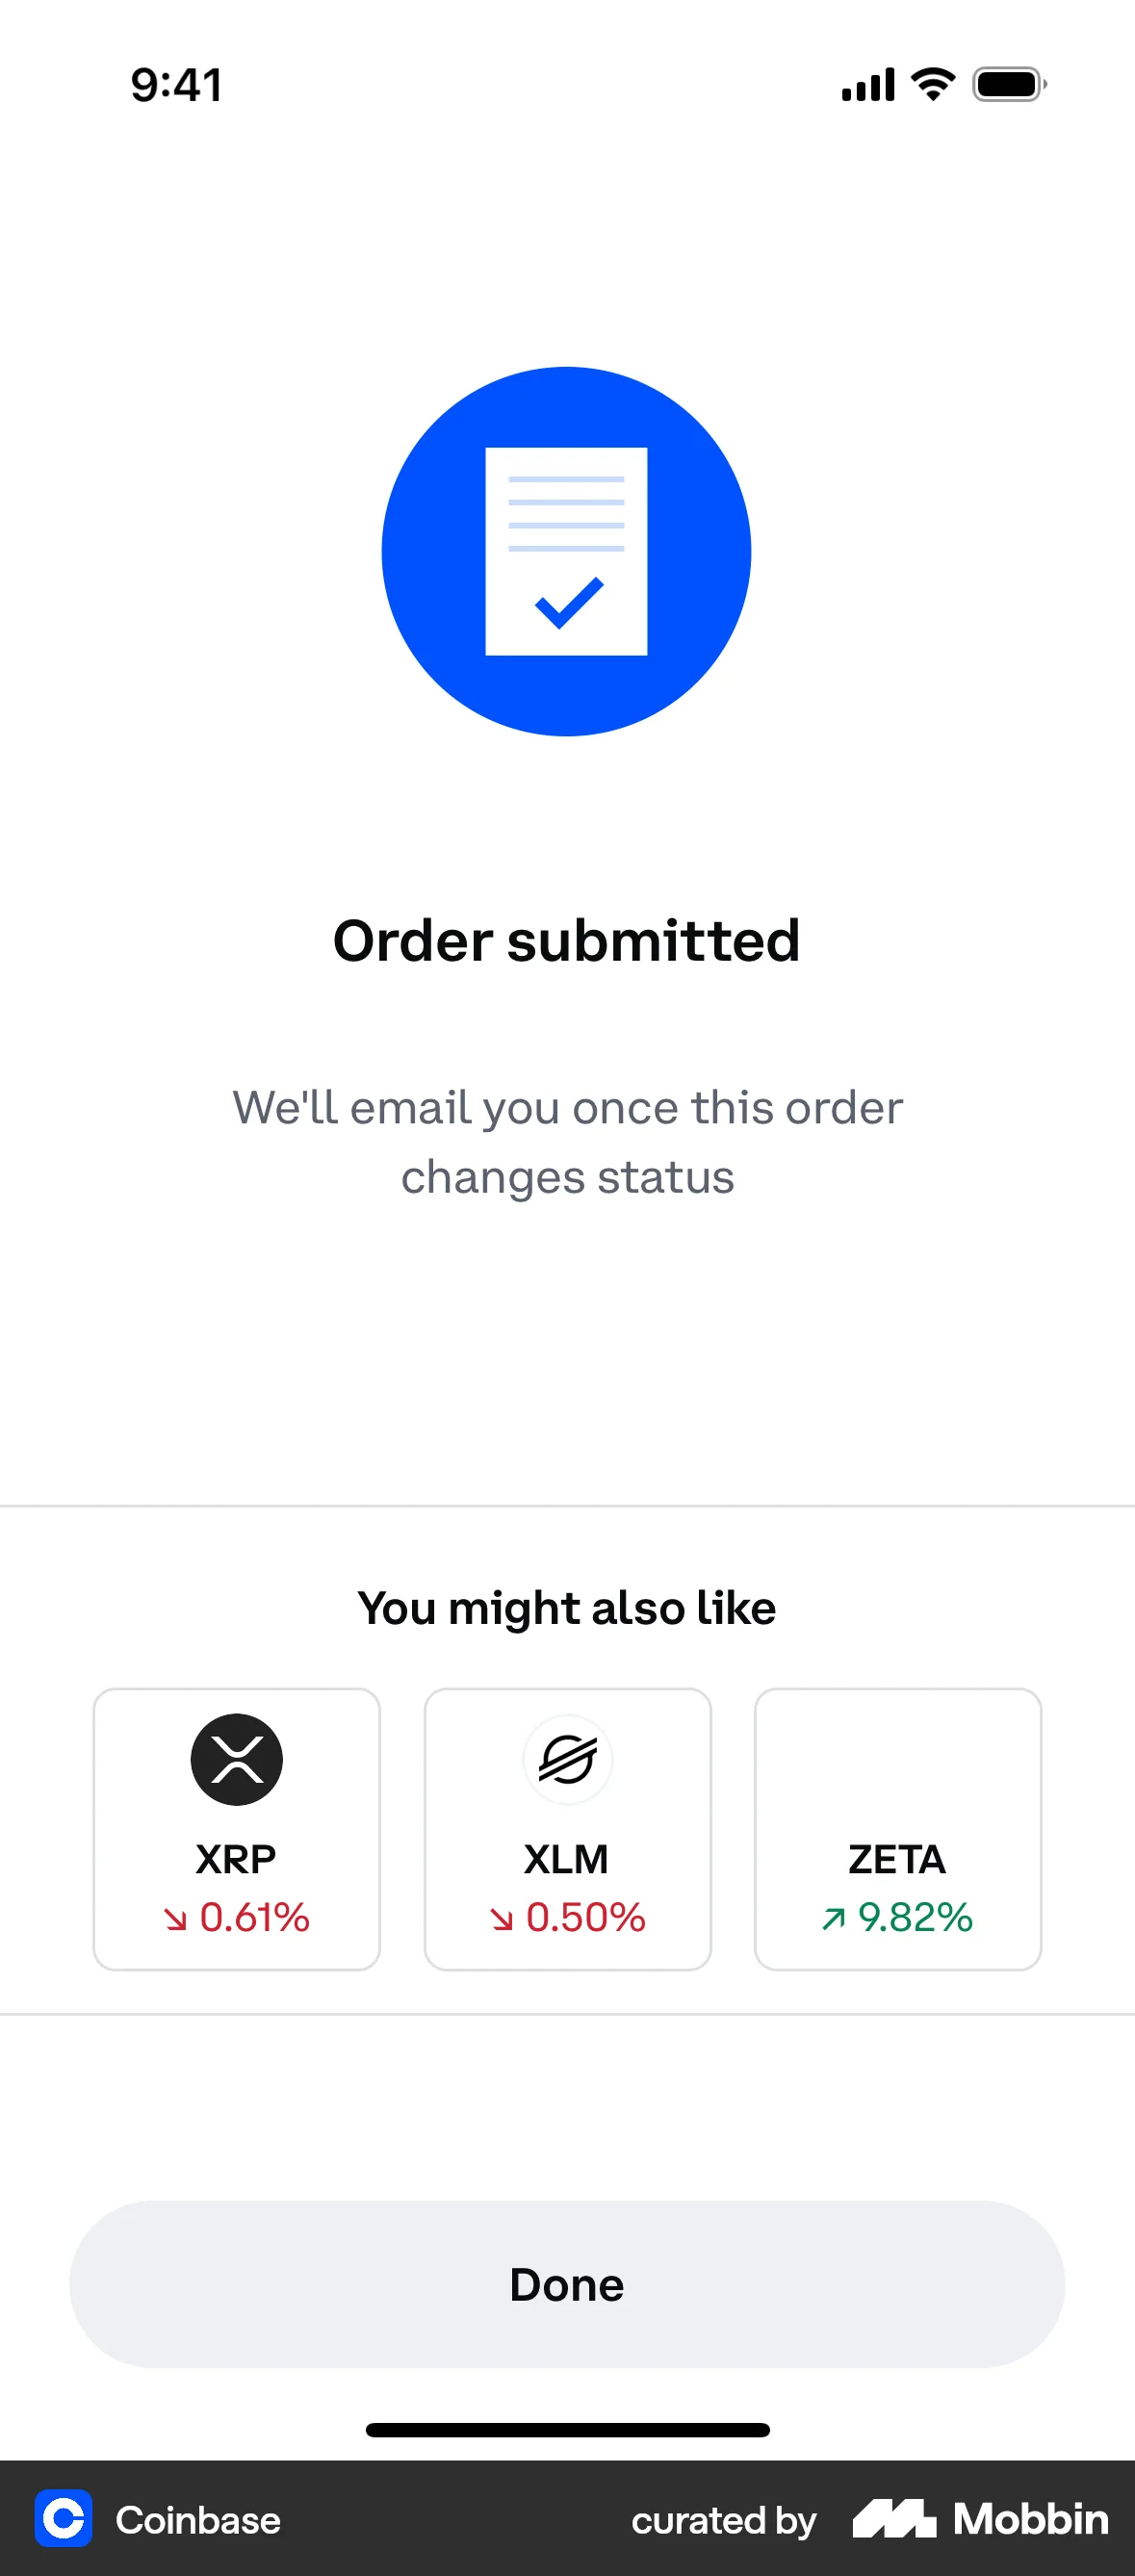 9:41
Order submitted
We'll email you once this order
changes status
You might also like
XRP
↘ 0.61%
XLM
↘ 0.50%
ZETA
↗ 9.82%
Done
Coinbase
curated by Mobbin